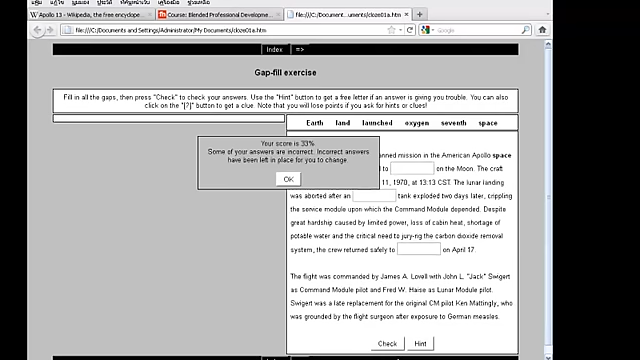 Apollo 13 - Wikipedia, the free encyclope...
Course: Blended Professional Developme...
file:///C:/Document...uments/cloze01a.htm
file:///C:/Documents and Settings/Administrator/My Documents/cloze01a.htm
Google
Index =>
Gap-fill exercise
Fill in all the gaps, then press "Check" to check your answers. Use the "Hint" button to get a free letter if an answer is giving you trouble. You can also
click on the "[?]" button to get a clue. Note that you will lose points if you ask for hints or clues!
Earth land launched oxygen seventh space
Your score is 33%
Some of your answers are incorrect. Incorrect answers
have been left in place for you to change.
OK
nned mission in the American Apollo space
to on the Moon. The craft
11, 1970, at 13:13 CST. The lunar landing
was aborted after an tank exploded two days later, crippling
the service module upon which the Command Module depended. Despite
great hardship caused by limited power, loss of cabin heat, shortage of
potable water and the critical need to jury-rig the carbon dioxide removal
system, the crew returned safely to on April 17.
The flight was commanded by James A. Lovell with John L. "Jack" Swigert
as Command Module pilot and Fred W. Haise as Lunar Module pilot.
Swigert was a late replacement for the original CM pilot Ken Mattingly, who
was grounded by the flight surgeon after exposure to German measles.
Check Hint
Index =>